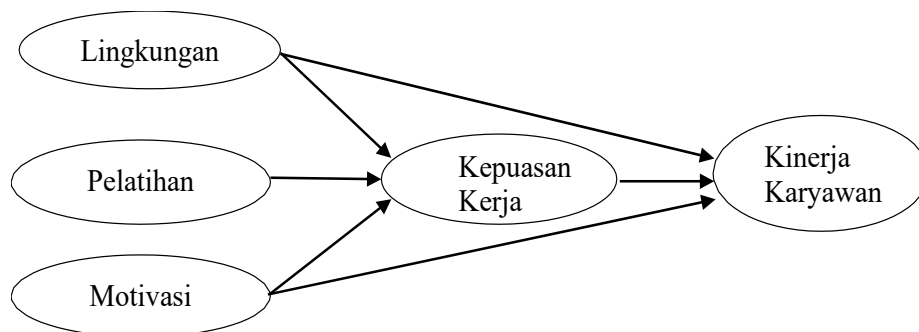 Lingkungan
Pelatihan
Motivasi
Kepuasan
Kerja
Kinerja
Karyawan